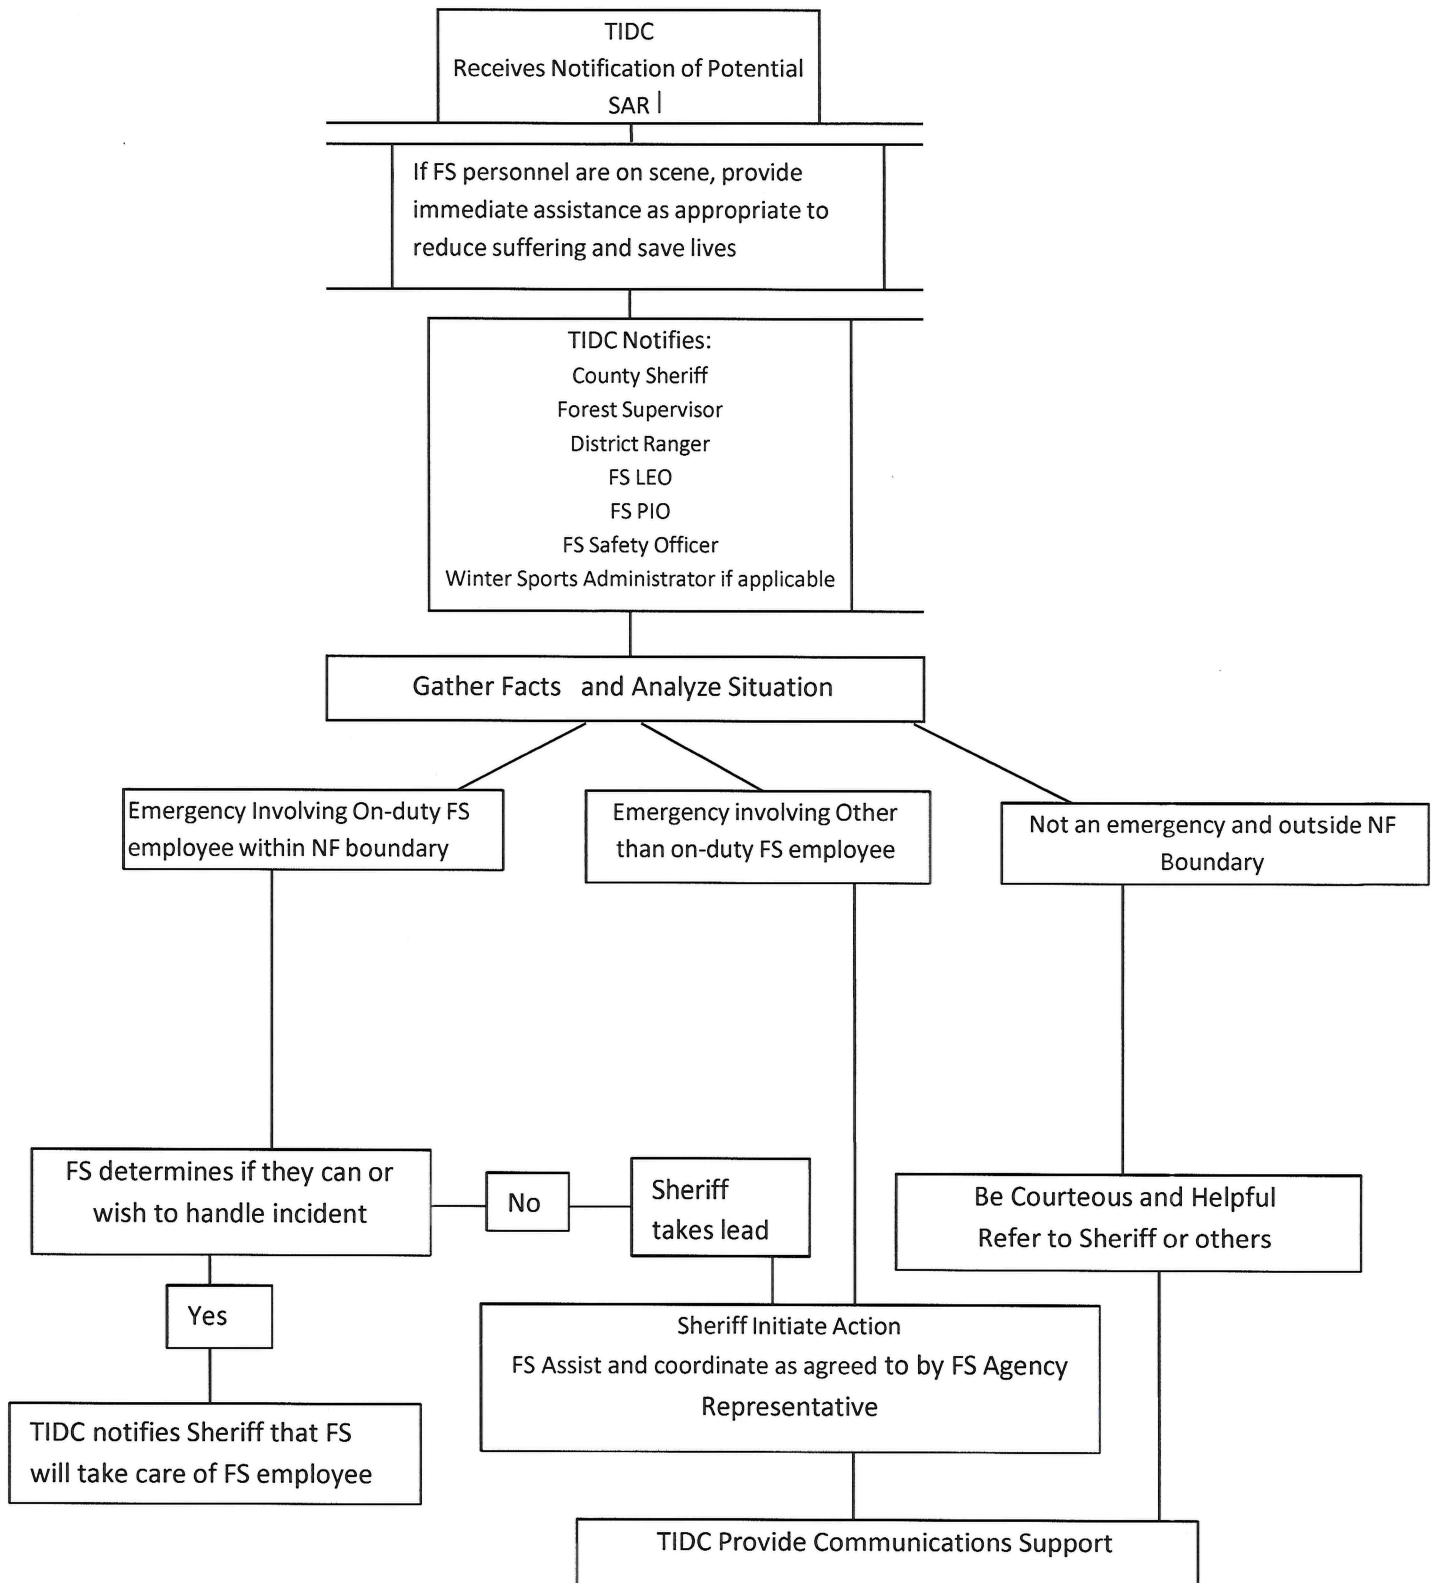 TIDC
Receives Notification of Potential
SAR |
If FS personnel are on scene, provide
immediate assistance as appropriate to
reduce suffering and save lives
TIDC Notifies:
County Sheriff
Forest Supervisor
District Ranger
FS LEO
FS PIO
FS Safety Officer
Winter Sports Administrator if applicable
Gather Facts and Analyze Situation
Emergency Involving On-duty FS
employee within NF boundary
Emergency involving Other
than on-duty FS employee
Not an emergency and outside NF
Boundary
FS determines if they can or
wish to handle incident
No
Sheriff
takes lead
Be Courteous and Helpful
Refer to Sheriff or others
Yes
Sheriff Initiate Action
FS Assist and coordinate as agreed to by FS Agency
Representative
TIDC notifies Sheriff that FS
will take care of FS employee
TIDC Provide Communications Support